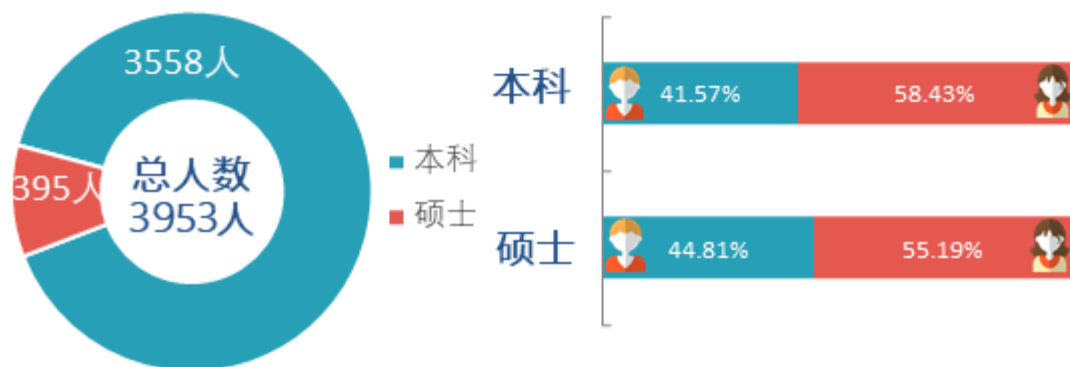 3558人
395人
总人数
3953人
本科
硕士
本科
41.57%
58.43%
硕士
44.81%
55.19%